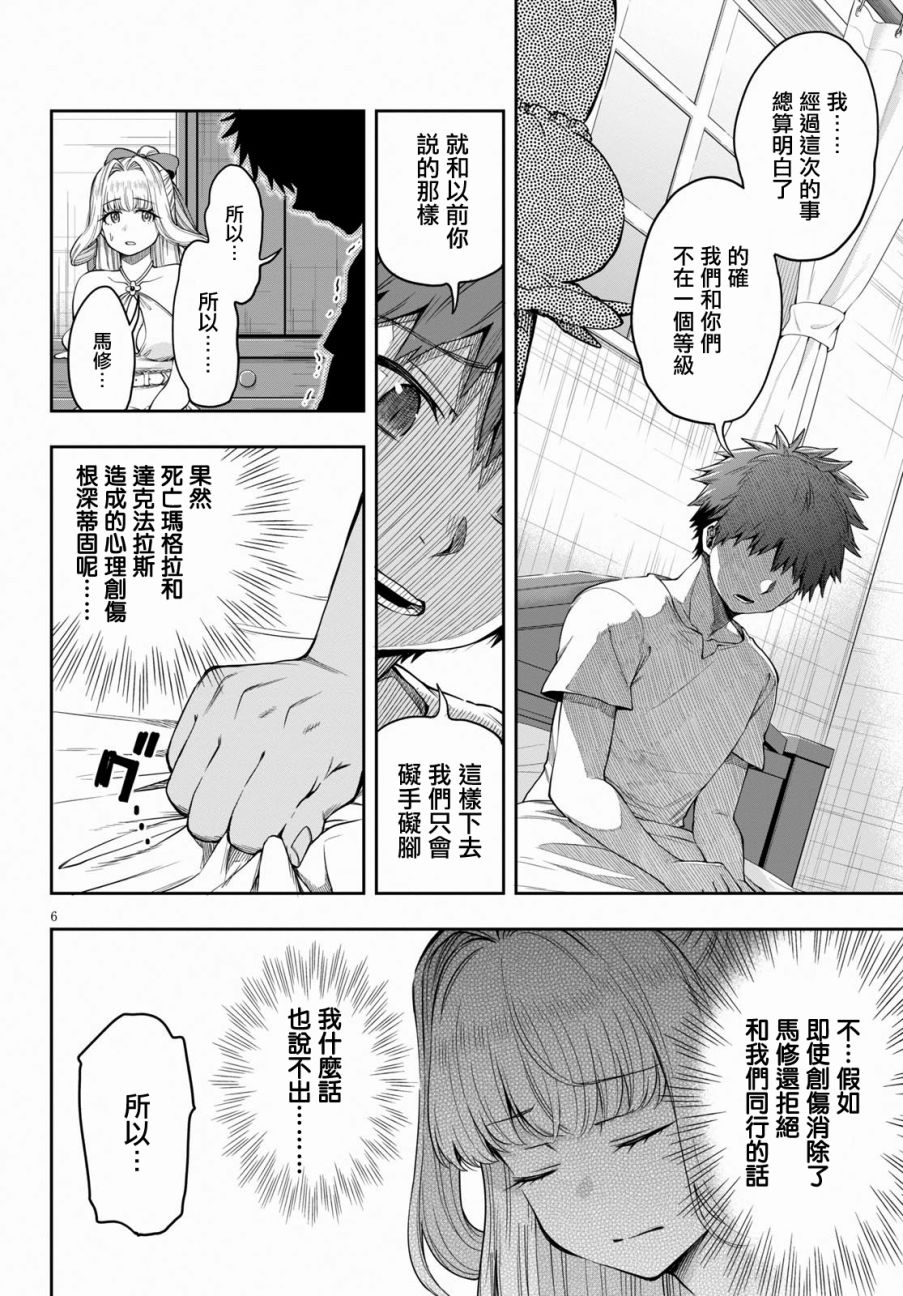 我……
經過這次的事
總算明白了
的確
我們和你們
不在一個等級
就和以前你
説的那樣
這樣下去
我們只會
礙手礙腳
所以…
所以……
馬修…
果然
死亡瑪格拉和
達克法拉斯
造成的心理創傷
根深蒂固呢……
グ…
6
不…假如
即使創傷消除了
馬修還拒絕
和我們同行的話
我什麼話
也說不出………
所以…